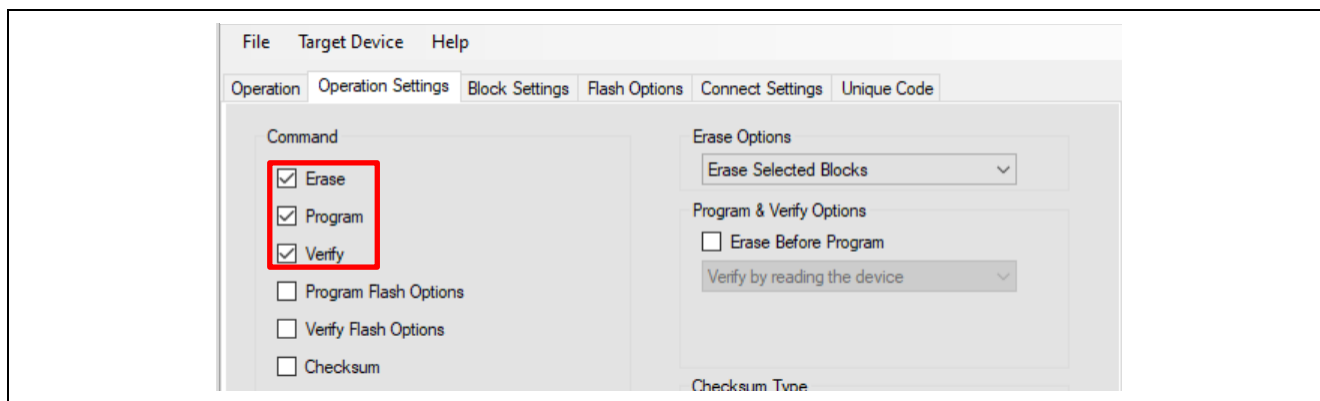 File Target Device Help
Operation Operation Settings Block Settings Flash Options Connect Settings Unique Code
Command
Erase
Program
Verify
Program Flash Options
Verify Flash Options
Checksum
Erase Options
Erase Selected Blocks
Program & Verify Options
Erase Before Program
Verify by reading the device
Checksum Type